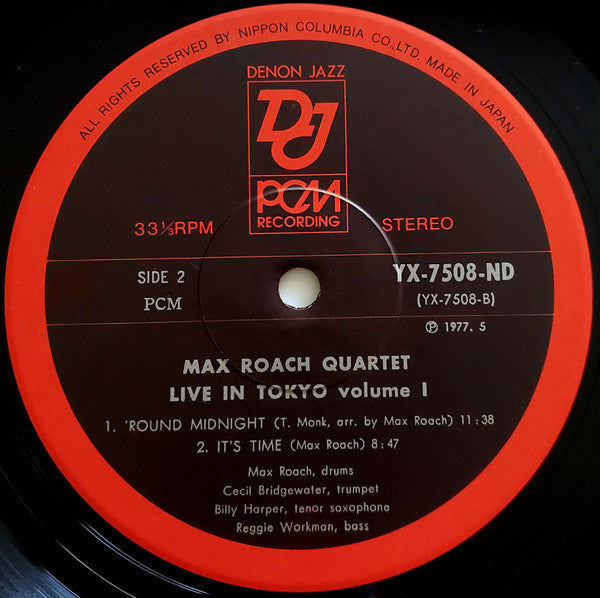 ALL RIGHTS RESERVED BY NIPPON COLUMBIA CO., LTD. MADE IN JAPAN
DENON JAZZ
DJ
PCM
RECORDING
33⅓RPM
STEREO
SIDE 2
PCM
YX-7508-ND
(YX-7508-B)
Ⓟ 1977. 5
MAX ROACH QUARTET
LIVE IN TOKYO volume I
1. 'ROUND MIDNIGHT (T. Monk, arr. by Max Roach) 11:38
2. IT'S TIME (Max Roach) 8:47
Max Roach, drums
Cecil Bridgewater, trumpet
Billy Harper, tenor saxophone
Reggie Workman, bass